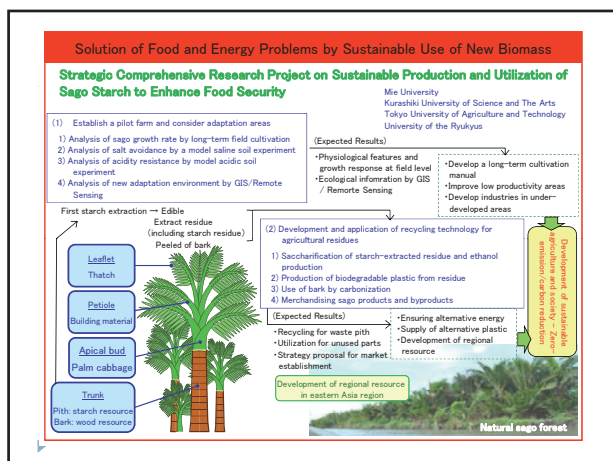 Solution of Food and Energy Problems by Sustainable Use of New Biomass
Strategic Comprehensive Research Project on Sustainable Production and Utilization of
Sago Starch to Enhance Food Security
Mie University
Kurashiki University of Science and The Arts
Tokyo University of Agriculture and Technology
University of the Ryukyus
(1) Establish a pilot farm and consider adaptation areas
1) Analysis of sago growth rate by long-term field cultivation
2) Analysis of salt avoidance by a model saline soil experiment
3) Analysis of acidity resistance by model acidic soil
experiment
4) Analysis of new adaptation environment by GIS/Remote
Sensing
(Expected Results)
・Physiological features and
growth response at field level
・Ecological infomration by GIS
/ Remorte Sensing
・Develop a long-term cultivation
manual
・Improve low productivity areas
・Develop industries in under-
developed areas
First starch extraction → Edible
Extract residue
(including starch residue)
Peeled of bark
(2) Development and application of recycling technology for
agricultural residues
1) Saccharification of starch-extracted residue and ethanol
production
2) Production of biodegradable plastic from residue
3) Use of bark by carbonization
4) Merchandising sago products and byproducts
Leaflet
Thatch
Petiole
Building material
Apical bud
Palm cabbage
Trunk
Pith: starch resource
Bark: wood resource
(Expected Results)
・Recycling for waste pith
・Utilization for unused parts
・Strategy proposal for market
establishment
・Ensuring alternative energy
・Supply of alternative plastic
・Development of regional
resource
Development of sustainable
agriculture and society - Zero-
emission/carbon reduction
Development of regional resource
in eastern Asia region
Natural sago forest